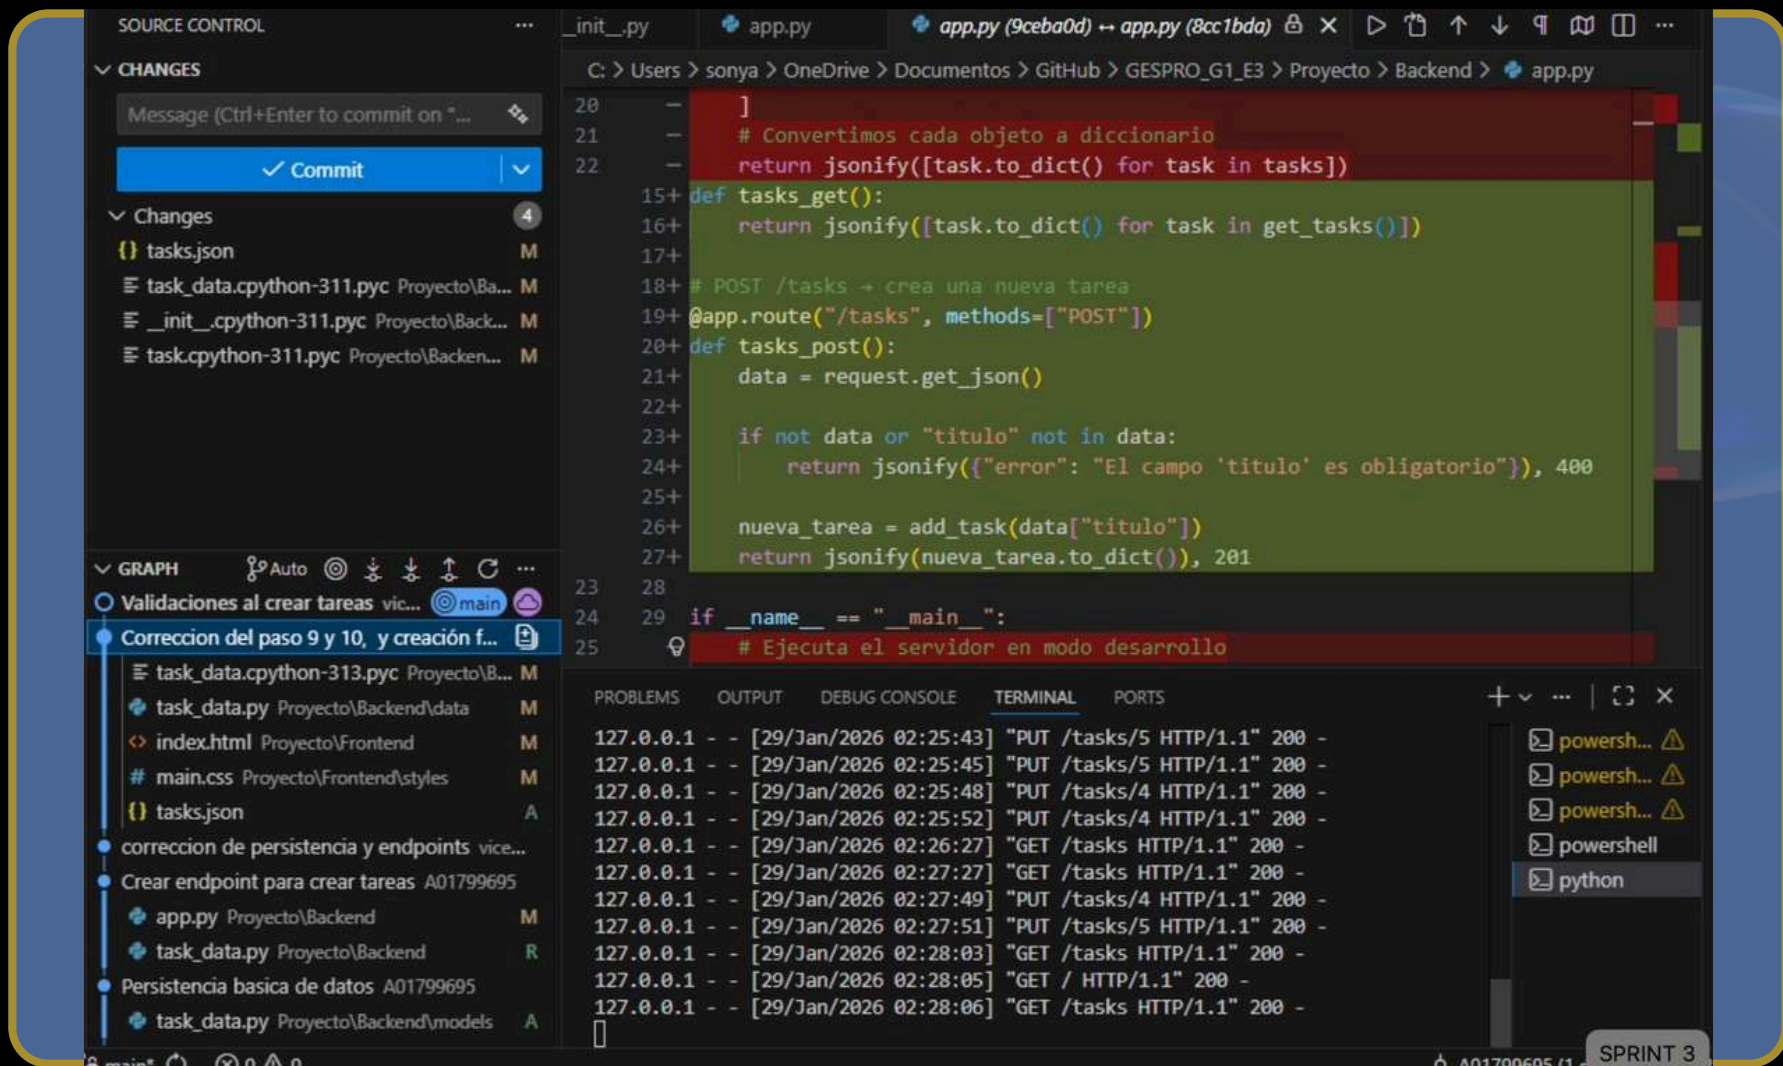 SOURCE CONTROL
CHANGES
Message (Ctrl+Enter to commit on "...
Commit
Changes 4
{} tasks.json M
task_data.cpython-311.pyc Proyecto\Ba... M
__init__.cpython-311.pyc Proyecto\Back... M
task.cpython-311.pyc Proyecto\Backen... M
GRAPH Auto
Validaciones al crear tareas vic... main
Correccion del paso 9 y 10, y creación f...
task_data.cpython-313.pyc Proyecto\B... M
task_data.py Proyecto\Backend\data M
<> index.html Proyecto\Frontend M
# main.css Proyecto\Frontend\styles M
{} tasks.json A
correccion de persistencia y endpoints vice...
Crear endpoint para crear tareas A01799695
app.py Proyecto\Backend M
task_data.py Proyecto\Backend R
Persistencia basica de datos A01799695
task_data.py Proyecto\Backend\models A
main* 0 0
_init__.py app.py app.py (9ceba0d) ↔ app.py (8cc1bda)
C: > Users > sonya > OneDrive > Documentos > GitHub > GESPRO_G1_E3 > Proyecto > Backend > app.py
20 − ]
21 − # Convertimos cada objeto a diccionario
22 − return jsonify([task.to_dict() for task in tasks])
15+ def tasks_get():
16+ return jsonify([task.to_dict() for task in get_tasks()])
17+
18+ # POST /tasks → crea una nueva tarea
19+ @app.route("/tasks", methods=["POST"])
20+ def tasks_post():
21+ data = request.get_json()
22+
23+ if not data or "titulo" not in data:
24+ return jsonify({"error": "El campo 'titulo' es obligatorio"}), 400
25+
26+ nueva_tarea = add_task(data["titulo"])
27+ return jsonify(nueva_tarea.to_dict()), 201
23 28
24 29 if __name__ == "__main__":
25 # Ejecuta el servidor en modo desarrollo
PROBLEMS OUTPUT DEBUG CONSOLE TERMINAL PORTS
127.0.0.1 - - [29/Jan/2026 02:25:43] "PUT /tasks/5 HTTP/1.1" 200 -
127.0.0.1 - - [29/Jan/2026 02:25:45] "PUT /tasks/5 HTTP/1.1" 200 -
127.0.0.1 - - [29/Jan/2026 02:25:48] "PUT /tasks/4 HTTP/1.1" 200 -
127.0.0.1 - - [29/Jan/2026 02:25:52] "PUT /tasks/4 HTTP/1.1" 200 -
127.0.0.1 - - [29/Jan/2026 02:26:27] "GET /tasks HTTP/1.1" 200 -
127.0.0.1 - - [29/Jan/2026 02:27:27] "GET /tasks HTTP/1.1" 200 -
127.0.0.1 - - [29/Jan/2026 02:27:49] "PUT /tasks/4 HTTP/1.1" 200 -
127.0.0.1 - - [29/Jan/2026 02:27:51] "PUT /tasks/5 HTTP/1.1" 200 -
127.0.0.1 - - [29/Jan/2026 02:28:03] "GET /tasks HTTP/1.1" 200 -
127.0.0.1 - - [29/Jan/2026 02:28:05] "GET / HTTP/1.1" 200 -
127.0.0.1 - - [29/Jan/2026 02:28:06] "GET /tasks HTTP/1.1" 200 -
powersh...
powersh...
powersh...
powershell
python
A01799695 (1
SPRINT 3